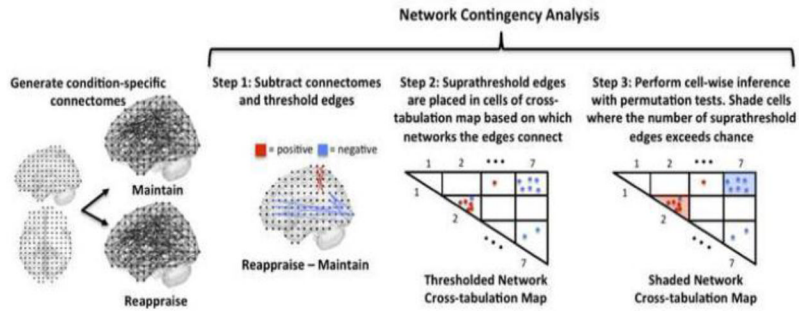 Network Contingency Analysis
Generate condition-specific
connectomes
Maintain
Reappraise
Step 1: Subtract connectomes
and threshold edges
= positive = negative
Reappraise – Maintain
Step 2: Suprathreshold edges
are placed in cells of cross-
tabulation map based on which
networks the edges connect
1 2 ••• 7
1
2
•••
7
Thresholded Network
Cross-tabulation Map
Step 3: Perform cell-wise inference
with permutation tests. Shade cells
where the number of suprathreshold
edges exceeds chance
1 2 ••• 7
1
2
•••
7
Shaded Network
Cross-tabulation Map